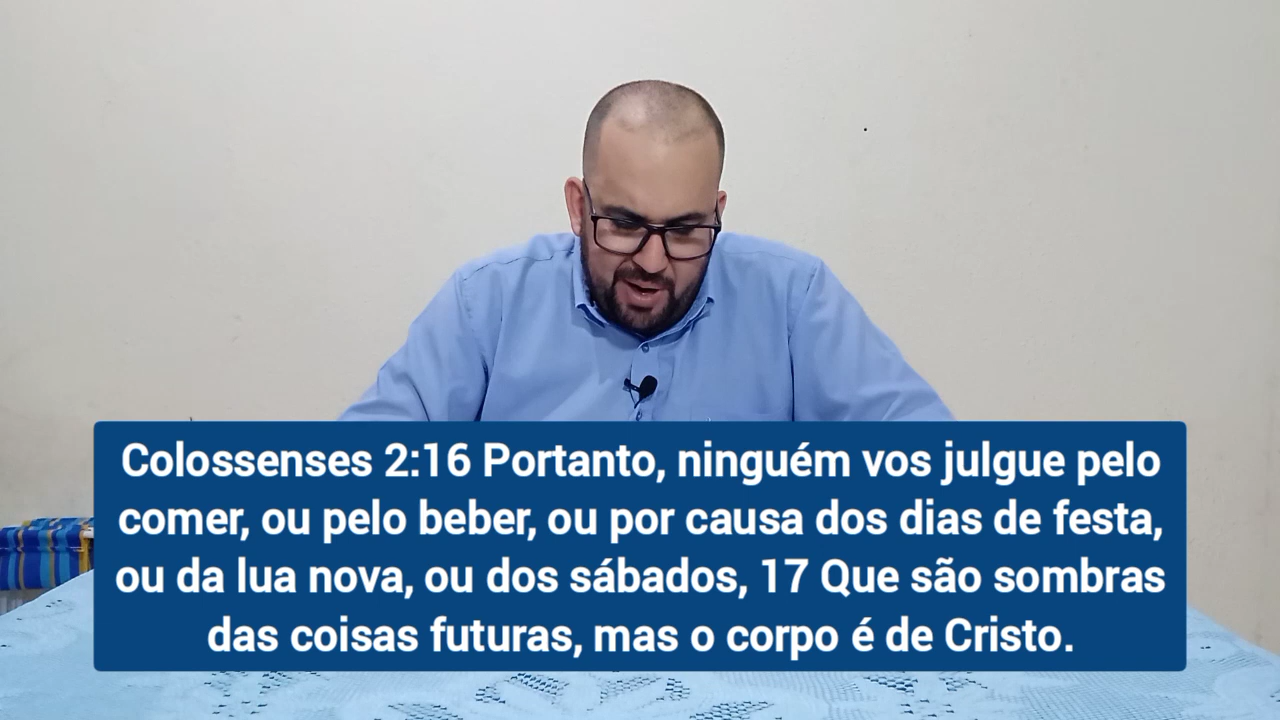 Colossenses 2:16 Portanto, ninguém vos julgue pelo
comer, ou pelo beber, ou por causa dos dias de festa,
ou da lua nova, ou dos sábados, 17 Que são sombras
das coisas futuras, mas o corpo é de Cristo.